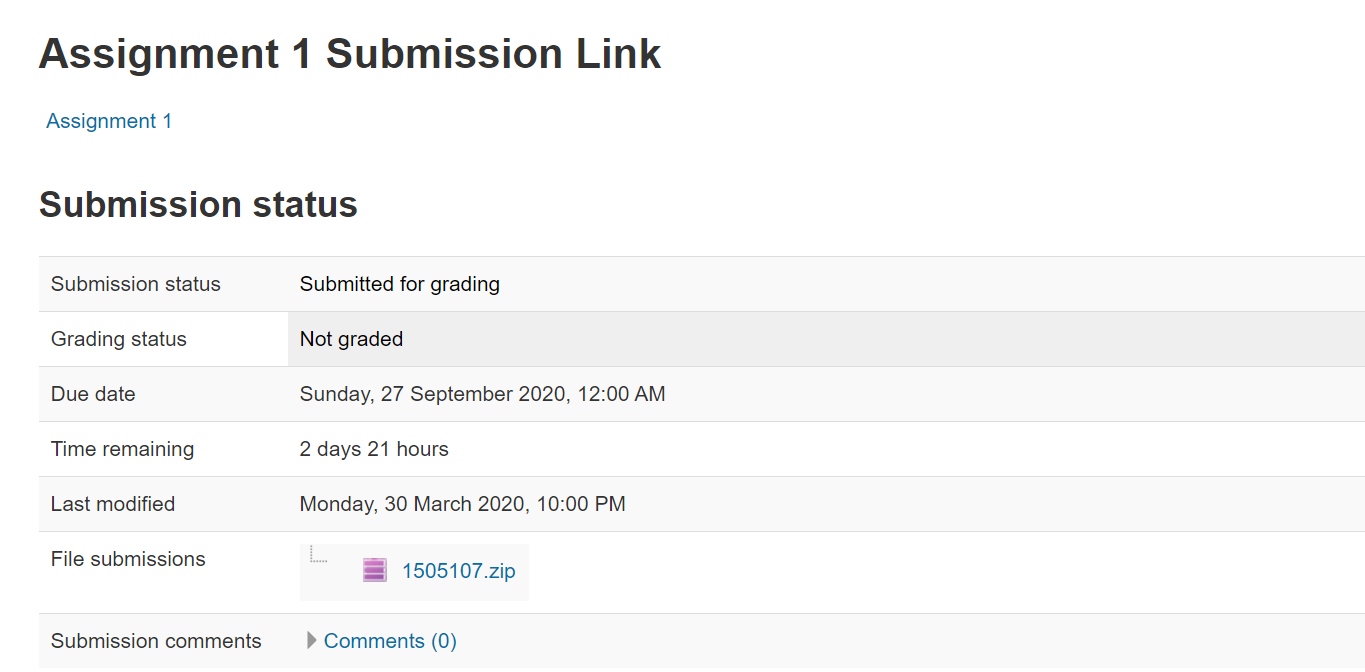 Assignment 1 Submission Link
Assignment 1
Submission status
Submission status Submitted for grading
Grading status Not graded
Due date Sunday, 27 September 2020, 12:00 AM
Time remaining 2 days 21 hours
Last modified Monday, 30 March 2020, 10:00 PM
File submissions 1505107.zip
Submission comments Comments (0)